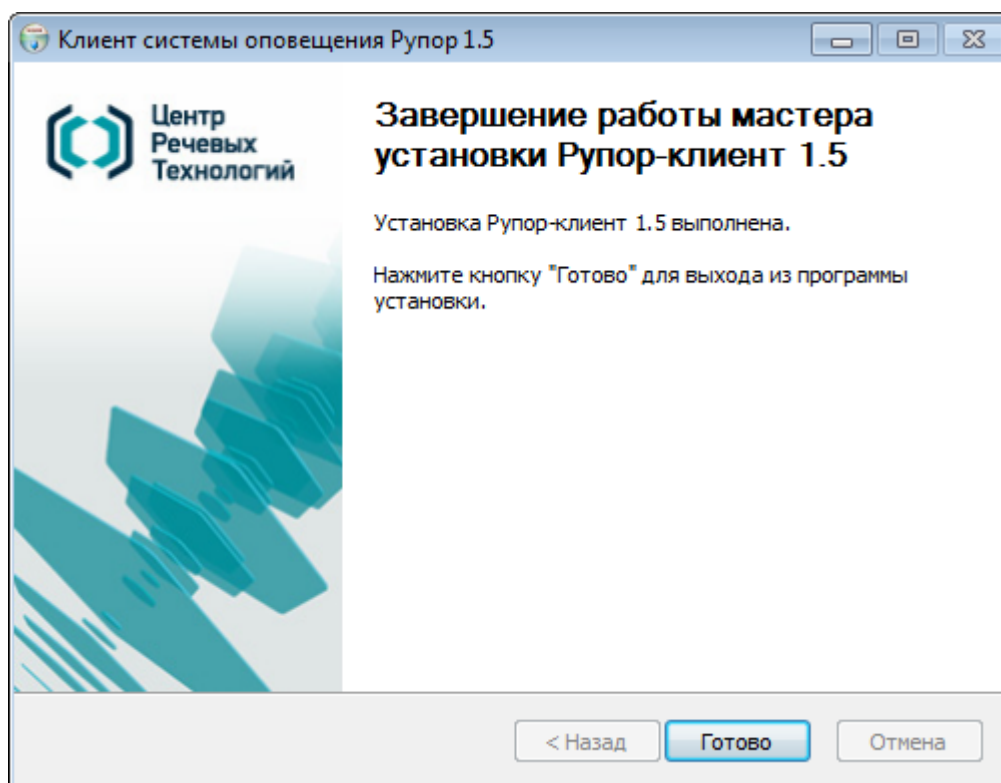 Клиент системы оповещения Рупор 1.5
Центр
Речевых
Технологий
Завершение работы мастера
установки Рупор-клиент 1.5
Установка Рупор-клиент 1.5 выполнена.
Нажмите кнопку "Готово" для выхода из программы
установки.
< Назад
Готово
Отмена